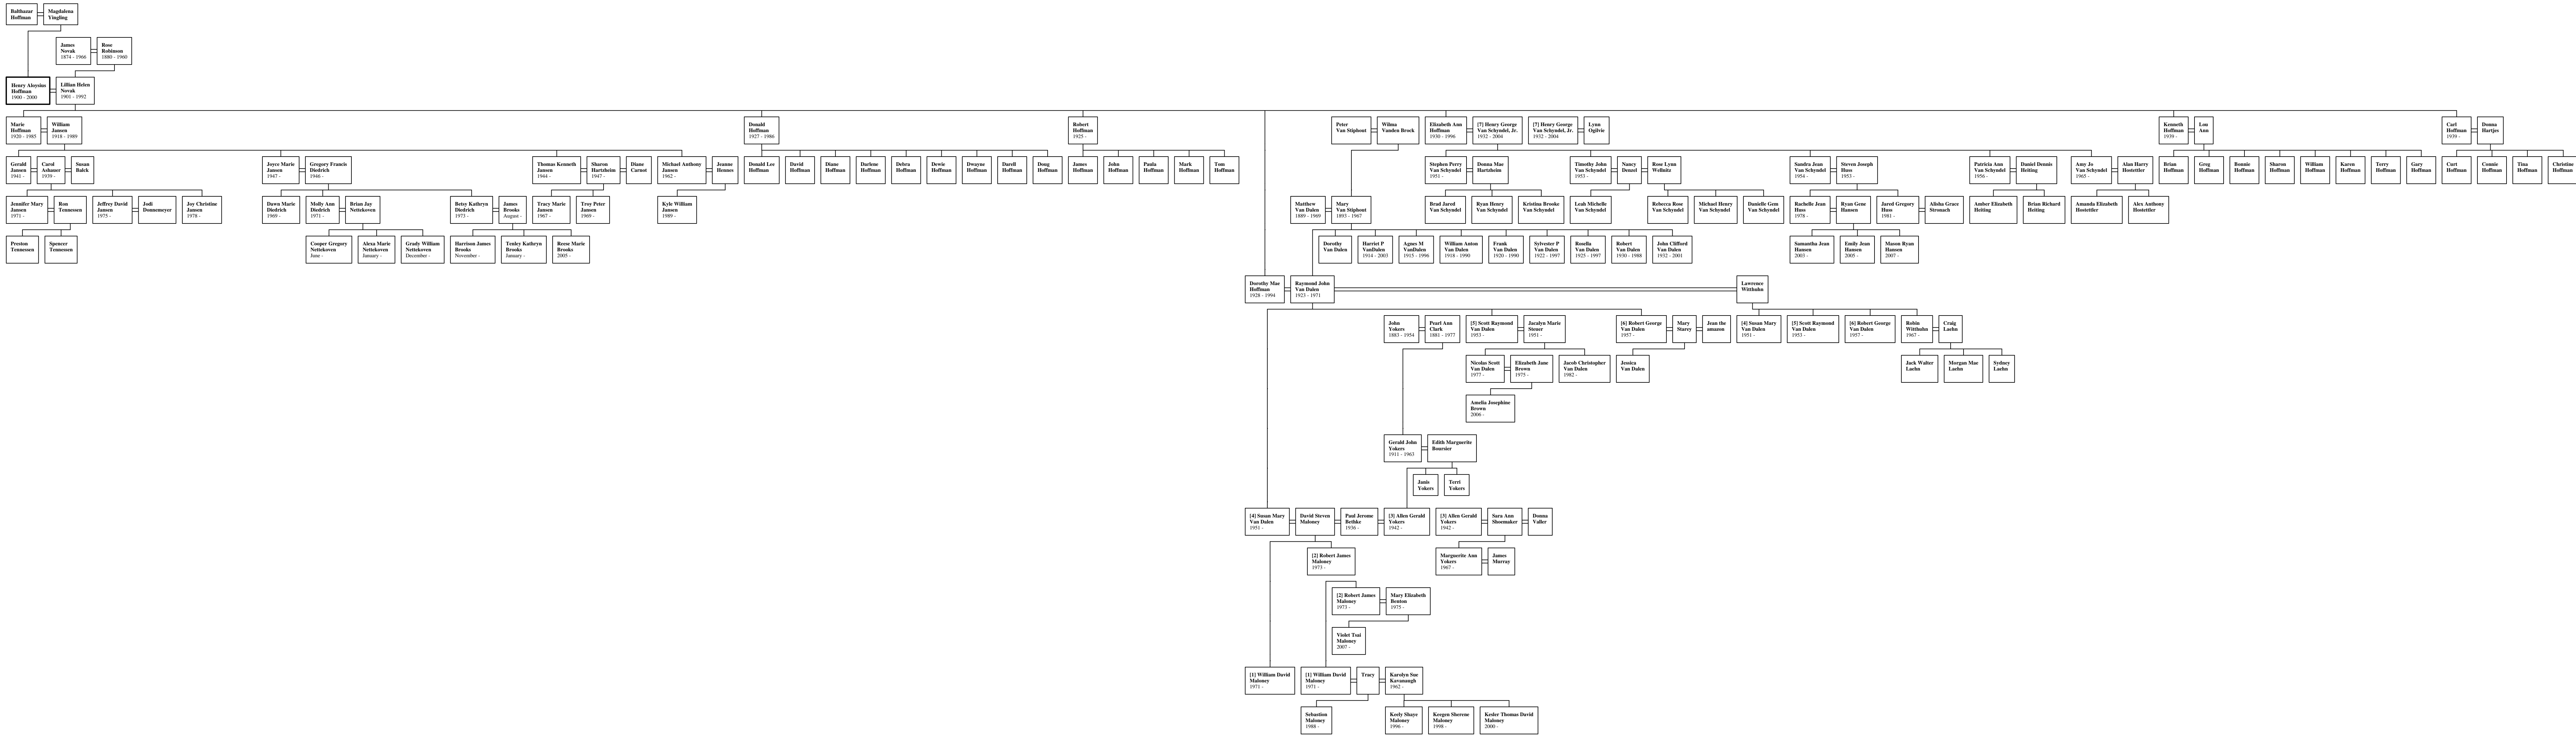 Balthazar
Hoffman
Magdalena
Yingling
James
Novak
1874 - 1966
Rose
Robinson
1880 - 1960
Henry Aloysius
Hoffman
1900 - 2000
Lillian Helen
Novak
1901 - 1992
Marie
Hoffman
1920 - 1985
William
Jansen
1918 - 1989
Donald
Hoffman
1927 - 1986
Robert
Hoffman
1925 -
Peter
Van Stiphout
Wilma
Vanden Brock
Elizabeth Ann
Hoffman
1930 - 1996
[7] Henry George
Van Schyndel, Jr.
1932 - 2004
[7] Henry George
Van Schyndel, Jr.
1932 - 2004
Lynn
Ogilvie
Kenneth
Hoffman
1939 -
Lou
Ann
Carl
Hoffman
Donna
Hartjes
Gerald
Jansen
1941 -
Carol
Ashauer
1939 -
Susan
Balck
Joyce Marie
Jansen
1947 -
Gregory Francis
Diedrich
1946 -
Thomas Kenneth
Jansen
1944 -
Sharon
Hartzheim
1947 -
Diane
Carnot
Michael Anthony
Jansen
1962 -
Jeanne
Hennes
Donald Lee
Hoffman
David
Hoffman
Diane
Hoffman
Darlene
Hoffman
Debra
Hoffman
Dewie
Hoffman
Dwayne
Hoffman
Darell
Hoffman
Doug
Hoffman
James
Hoffman
John
Hoffman
Paula
Hoffman
Mark
Hoffman
Tom
Hoffman
Stephen Perry
Van Schyndel
1951 -
Donna Mae
Hartzheim
Timothy John
Van Schyndel
1953 -
Nancy
Denzel
Rose Lynn
Wellnitz
Sandra Jean
Van Schyndel
1954 -
Steven Joseph
Huss
1953 -
Patricia Ann
Van Schyndel
1956 -
Daniel Dennis
Heiting
Amy Jo
Van Schyndel
1965 -
Alan Harry
Hostettler
Brian
Hoffman
Greg
Hoffman
Bonnie
Hoffman
Sharon
Hoffman
William
Hoffman
Karen
Hoffman
Terry
Hoffman
Gary
Hoffman
Curt
Hoffman
Connie
Hoffman
Tina
Hoffman
Christine
Hoffman
Jennifer Mary
Jansen
1971 -
Ron
Tennessen
Jeffrey David
Jansen
1975 -
Jodi
Donnemeyer
Joy Christine
Jansen
1978 -
Dawn Marie
Diedrich
1969 -
Molly Ann
Diedrich
1971 -
Brian Jay
Nettekoven
Betsy Kathryn
Diedrich
1973 -
James
Brooks
August -
Tracy Marie
Jansen
1967 -
Troy Peter
Jansen
1969 -
Kyle William
Jansen
1989 -
Matthew
Van Dalen
1889 - 1969
Mary
Van Stiphout
1893 - 1967
Brad Jared
Van Schyndel
Ryan Henry
Van Schyndel
Kristina Brooke
Van Schyndel
Leah Michelle
Van Schyndel
Rebecca Rose
Van Schyndel
Michael Henry
Van Schyndel
Danielle Gem
Van Schyndel
Rachelle Jean
Huss
1978 -
Ryan Gene
Hansen
Jared Gregory
Huss
1981 -
Alisha Grace
Stromach
Amber Elizabeth
Heiting
Brian Richard
Heiting
Amanda Elizabeth
Hostettler
Alex Anthony
Hostettler
Preston
Tennessen
Spencer
Tennessen
Cooper Gregory
Nettekoven
June -
Alexa Marie
Nettekoven
January -
Grady William
Nettekoven
December -
Harrison James
Brooks
November -
Tenley Kathryn
Brooks
January -
Reese Marie
Brooks
2005 -
Dorothy
Van Dalen
Harriet P
VanDalen
1914 - 2003
Agnes M
VanDalen
1915 - 1996
William Anton
Van Dalen
1918 - 1990
Frank
Van Dalen
1920 - 1990
Sylvester P
Van Dalen
1922 - 1997
Rosella
Van Dalen
1925 - 1997
Robert
Van Dalen
1930 - 1988
John Clifford
Van Dalen
1932 - 2001
Samantha Jean
Hansen
2003 -
Emily Jean
Hansen
2005 -
Mason Ryan
Hansen
2007 -
Dorothy Mae
Hoffman
1928 - 1994
Raymond John
Van Dalen
1923 - 1971
Lawrence
Witthuhn
John
Yokers
1883 - 1954
Pearl Ann
Clark
1881 - 1977
[5] Scott Raymond
Van Dalen
1953 -
Jacalyn Marie
Steuer
1951 -
[6] Robert George
Van Dalen
1957 -
Mary
Starey
Jean the
amazon
[4] Susan Mary
Van Dalen
1951 -
[5] Scott Raymond
Van Dalen
1953 -
[6] Robert George
Van Dalen
1957 -
Robin
Witthuhn
1967 -
Craig
Laehn
Nicolas Scott
Van Dalen
1977 -
Elizabeth Jane
Brown
1975 -
Jacob Christopher
Van Dalen
1982 -
Jessica
Van Dalen
Jack Walter
Laehn
Morgan Mae
Laehn
Sydney
Laehn
Amelia Josephine
Brown
2006 -
Gerald John
Yokers
1911 - 1963
Edith Marguerite
Boursier
Janis
Yokers
Terri
Yokers
[4] Susan Mary
Van Dalen
1951 -
David Steven
Maloney
Paul Jerome
Bethke
1936 -
[3] Allen Gerald
Yokers
1942 -
[3] Allen Gerald
Yokers
1942 -
Sara Ann
Shoemaker
Donna
Valler
[2] Robert James
Maloney
1973 -
Marguerite Ann
Yokers
1967 -
James
Murray
[2] Robert James
Maloney
1973 -
Mary Elizabeth
Benton
1975 -
Violet Tsai
Maloney
2007 -
[1] William David
Maloney
1971 -
[1] William David
Maloney
1971 -
Tracy
Karolyn Sue
Kavanaugh
1962 -
Sebastion
Maloney
1988 -
Keely Shaye
Maloney
1996 -
Keegen Sherene
Maloney
1998 -
Kesler Thomas David
Maloney
2000 -